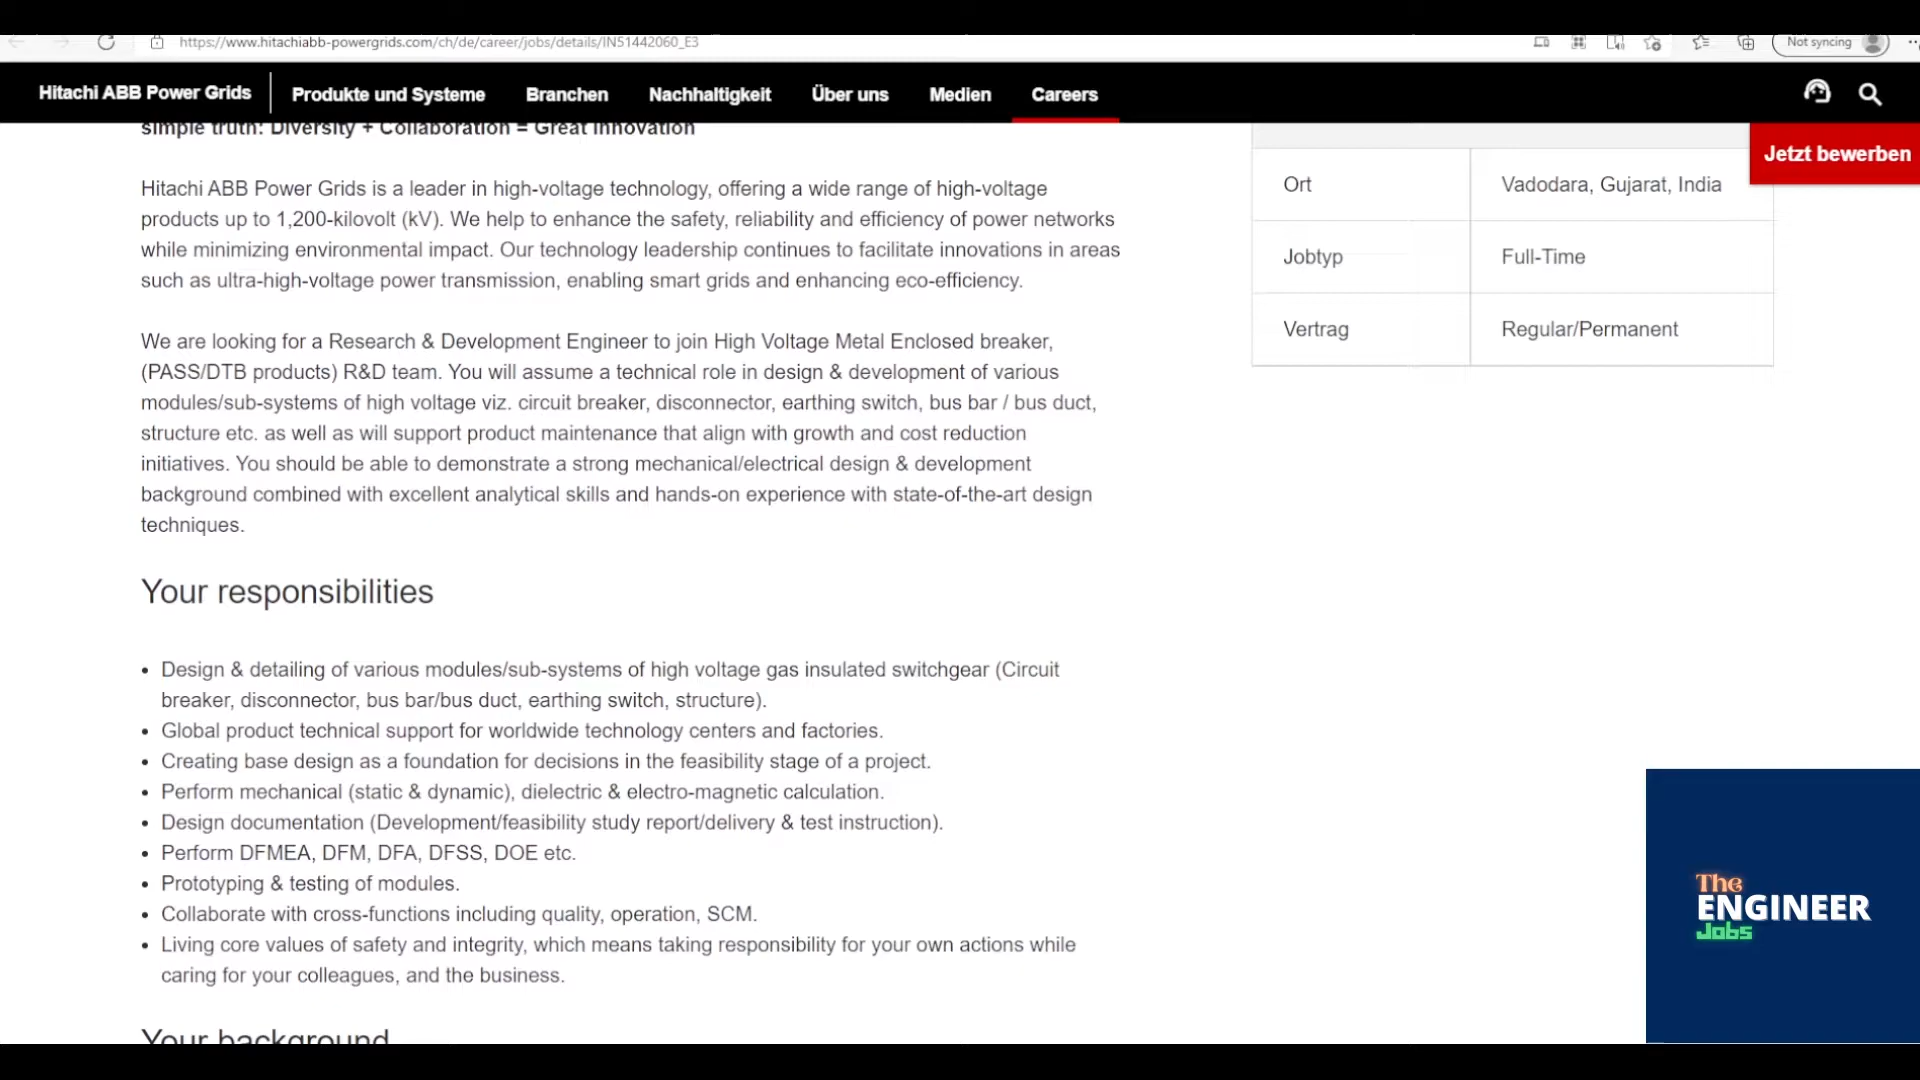 https://www.hitachiabb-powergrids.com/ch/de/career/jobs/details/IN51442060_E3
Not syncing
Hitachi ABB Power Grids
Produkte und Systeme
Branchen
Nachhaltigkeit
Über uns
Medien
Careers
Jetzt bewerben
simple truth: Diversity + Collaboration = Great Innovation
Hitachi ABB Power Grids is a leader in high-voltage technology, offering a wide range of high-voltage
products up to 1,200-kilovolt (kV). We help to enhance the safety, reliability and efficiency of power networks
while minimizing environmental impact. Our technology leadership continues to facilitate innovations in areas
such as ultra-high-voltage power transmission, enabling smart grids and enhancing eco-efficiency.
We are looking for a Research & Development Engineer to join High Voltage Metal Enclosed breaker,
(PASS/DTB products) R&D team. You will assume a technical role in design & development of various
modules/sub-systems of high voltage viz. circuit breaker, disconnector, earthing switch, bus bar / bus duct,
structure etc. as well as will support product maintenance that align with growth and cost reduction
initiatives. You should be able to demonstrate a strong mechanical/electrical design & development
background combined with excellent analytical skills and hands-on experience with state-of-the-art design
techniques.
Your responsibilities
• Design & detailing of various modules/sub-systems of high voltage gas insulated switchgear (Circuit
breaker, disconnector, bus bar/bus duct, earthing switch, structure).
• Global product technical support for worldwide technology centers and factories.
• Creating base design as a foundation for decisions in the feasibility stage of a project.
• Perform mechanical (static & dynamic), dielectric & electro-magnetic calculation.
• Design documentation (Development/feasibility study report/delivery & test instruction).
• Perform DFMEA, DFM, DFA, DFSS, DOE etc.
• Prototyping & testing of modules.
• Collaborate with cross-functions including quality, operation, SCM.
• Living core values of safety and integrity, which means taking responsibility for your own actions while
caring for your colleagues, and the business.
Your background
Ort Vadodara, Gujarat, India
Jobtyp Full-Time
Vertrag Regular/Permanent
The
ENGINEER
Jobs